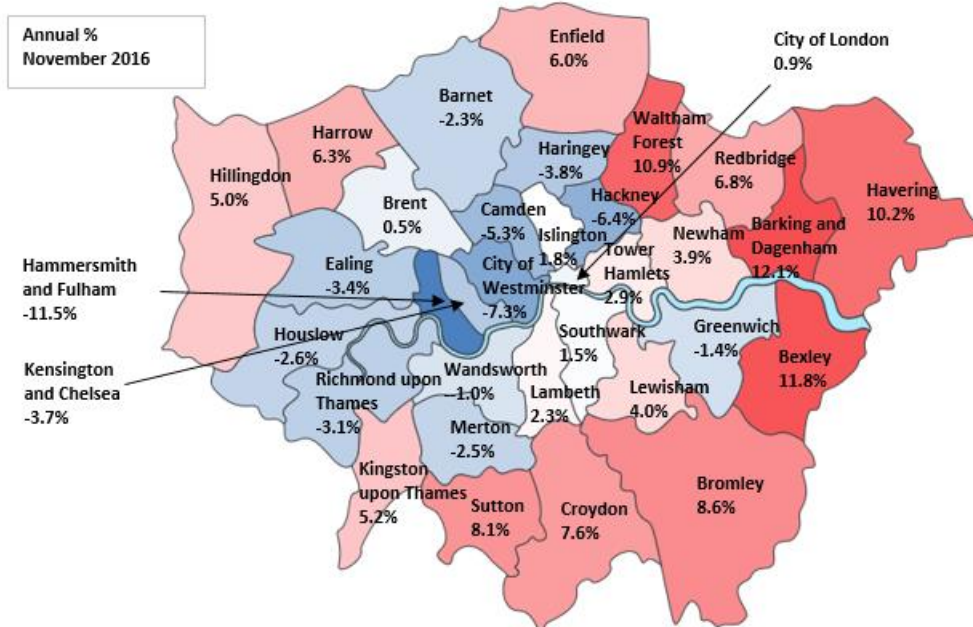 Annual %
November 2016
City of London
0.9%
Enfield
6.0%
Barnet
-2.3%
Harrow
6.3%
Hillingdon
5.0%
Haringey
-3.8%
Waltham
Forest
10.9%
Redbridge
6.8%
Havering
10.2%
Brent
0.5%
Camden
-5.3%
Hackney
-6.4%
Islington
1.8%
Newham
3.9%
Barking and
Dagenham
12.1%
Tower
Hamlets
2.9%
Ealing
-3.4%
City of
Westminster
-7.3%
Hammersmith
and Fulham
-11.5%
Kensington
and Chelsea
-3.7%
Houslow
-2.6%
Richmond upon
Thames
-3.1%
Wandsworth
--1.0%
Southwark
1.5%
Greenwich
-1.4%
Bexley
11.8%
Lambeth
2.3%
Lewisham
4.0%
Merton
-2.5%
Kingston
upon Thames
5.2%
Sutton
8.1%
Croydon
7.6%
Bromley
8.6%